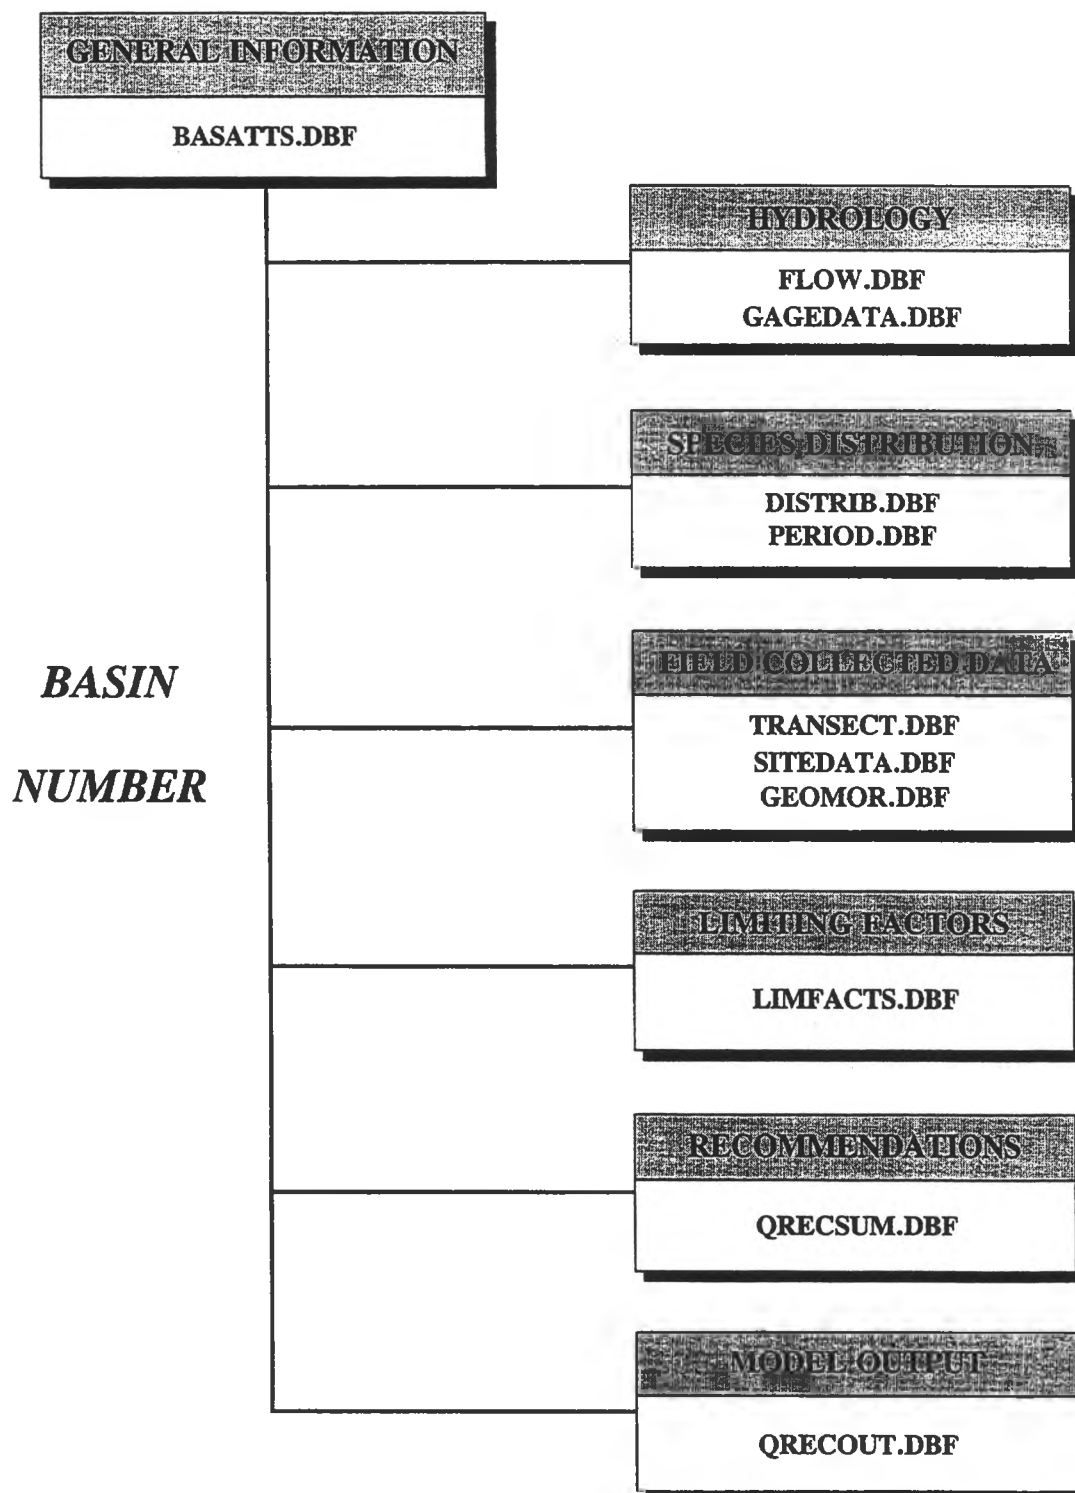 GENERAL INFORMATION
BASATTS.DBF
HYDROLOGY
FLOW.DBF
GAGEDATA.DBF
SPECIES DISTRIBUTION
DISTRIB.DBF
PERIOD.DBF
FIELD COLLECTED DATA
TRANSECT.DBF
SITEDATA.DBF
GEOMOR.DBF
BASIN
NUMBER
LIMITING FACTORS
LIMFACTS.DBF
RECOMMENDATIONS
QRECSUM.DBF
MODEL OUTPUT
QRECOUT.DBF